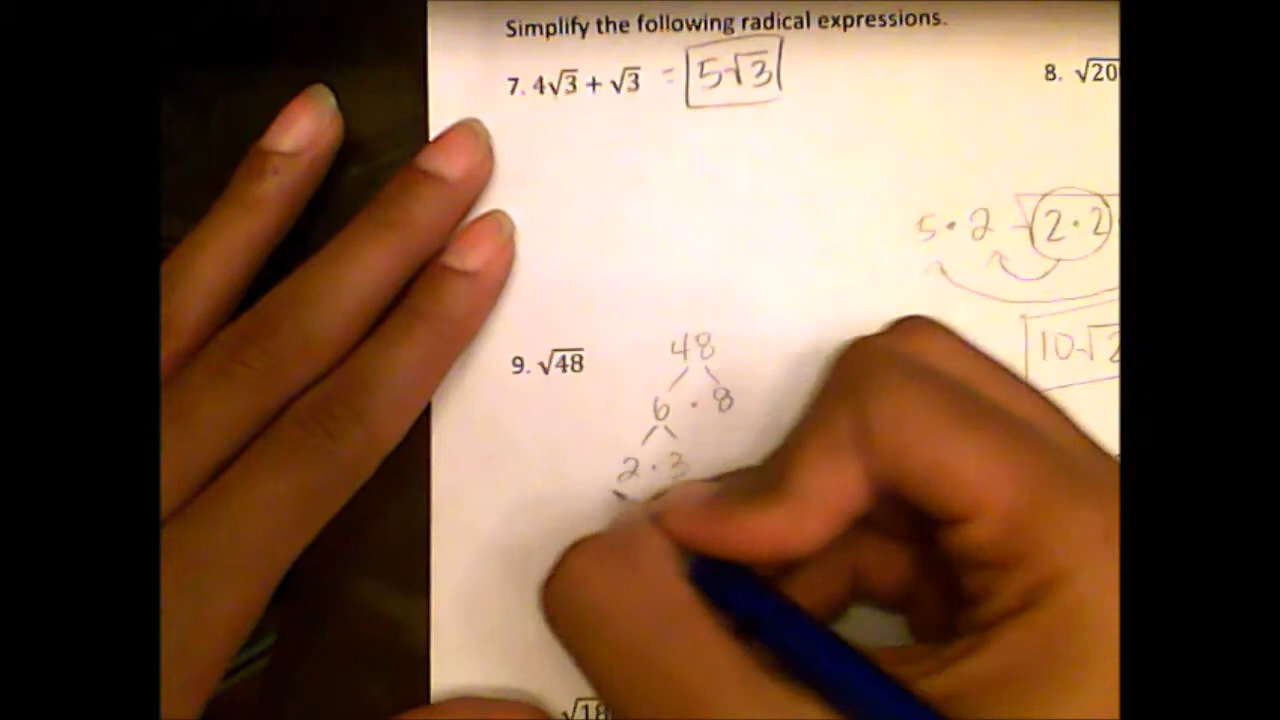 Simplify the following radical expressions.
7. 4√3 + √3 = 5√3
8. √20
5 · 2 √2 · 2
10√2
9. √48
48
6 · 8
2 · 3
√18